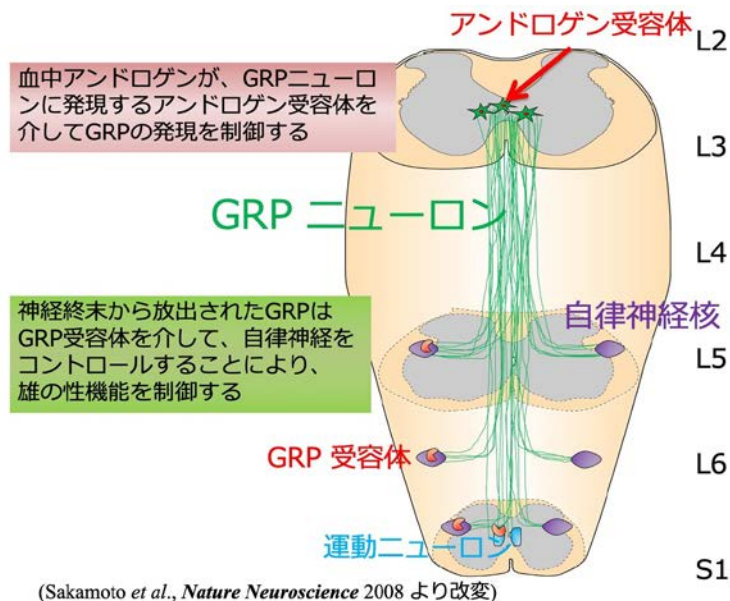 アンドロゲン受容体
L2
血中アンドロゲンが、GRPニューロ
ンに発現するアンドロゲン受容体を
介してGRPの発現を制御する
L3
GRP ニューロン
L4
神経終末から放出されたGRPは
GRP受容体を介して、自律神経を
コントロールすることにより、
雄の性機能を制御する
自律神経核
L5
GRP 受容体
L6
運動ニューロン
S1
(Sakamoto et al., Nature Neuroscience 2008 より改変)